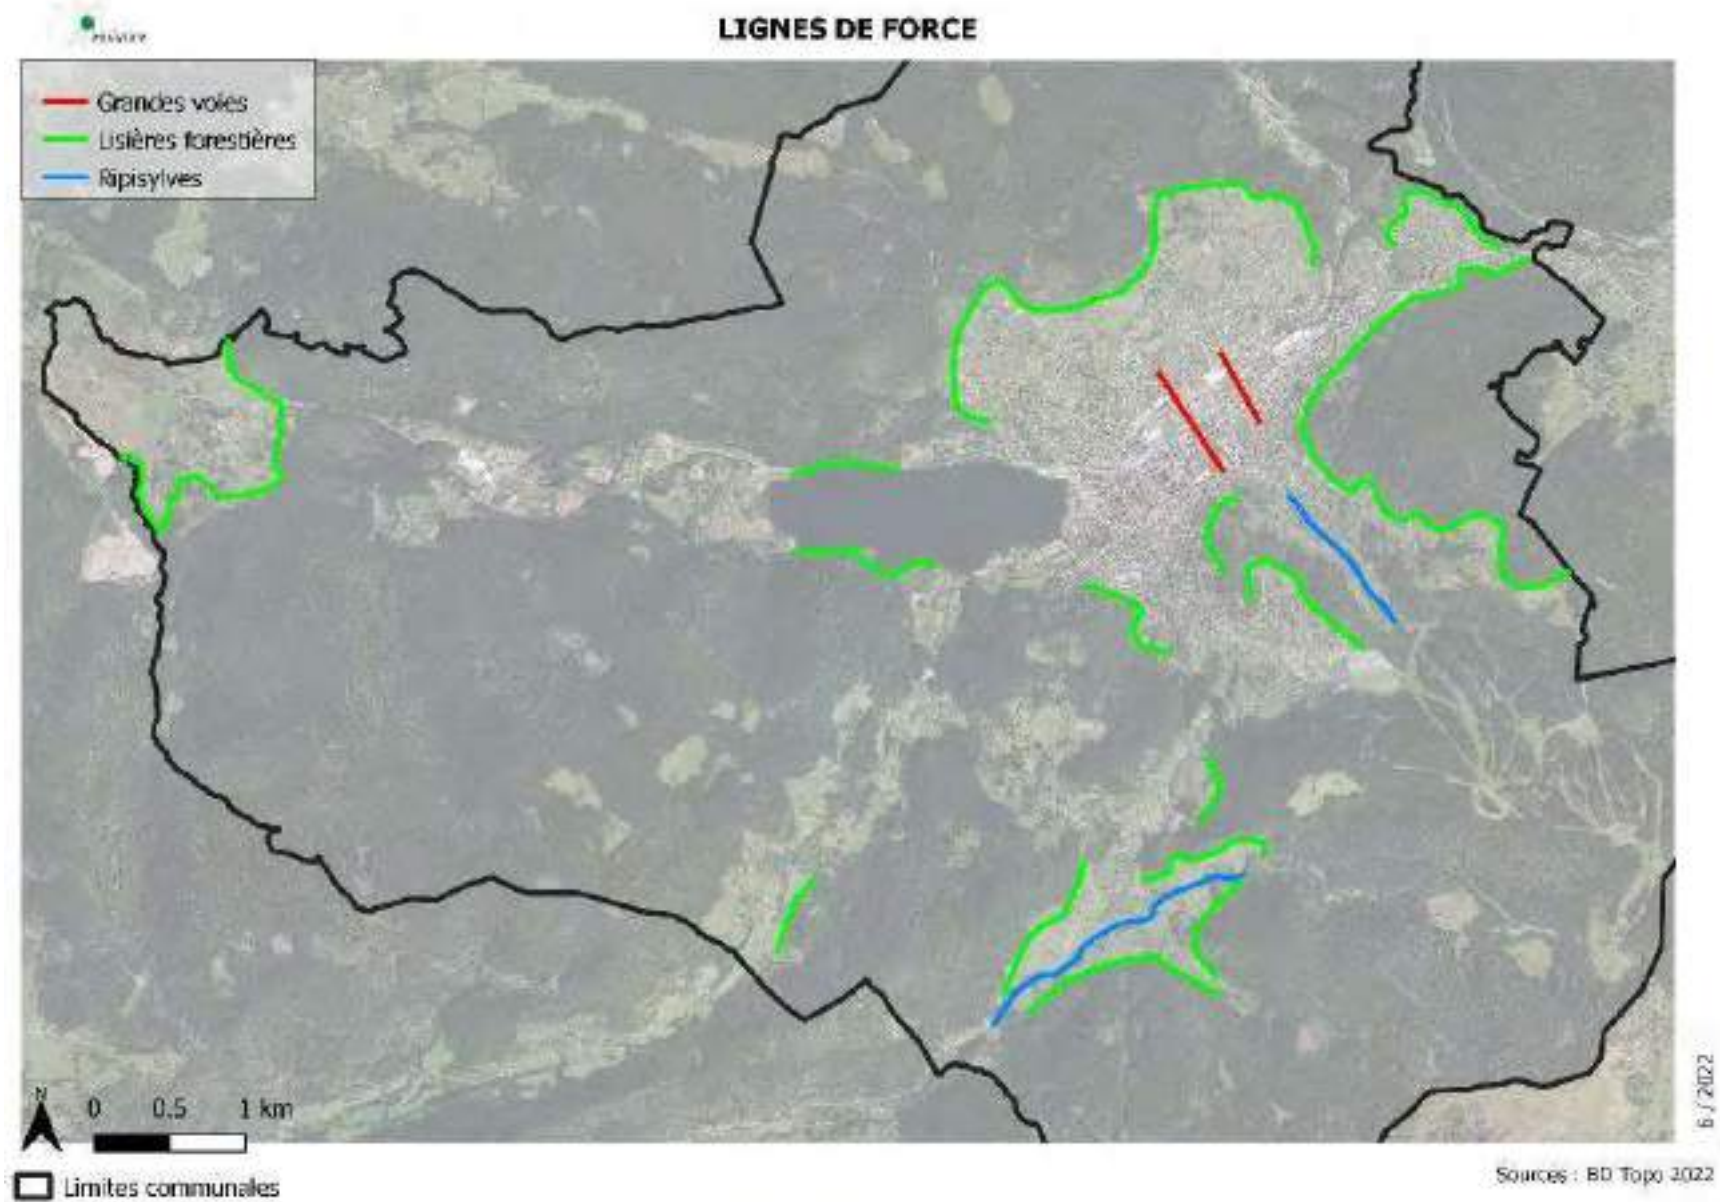 LIGNES DE FORCE
Grandes voies
Lisières forestières
Ripisylves
N
0 0.5 1 km
Limites communales
6 / 2022
Sources : BD Topo 2022